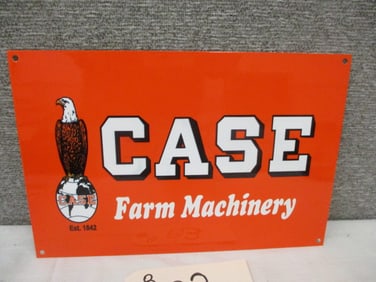 CASE
Farm Machinery
Est. 1842